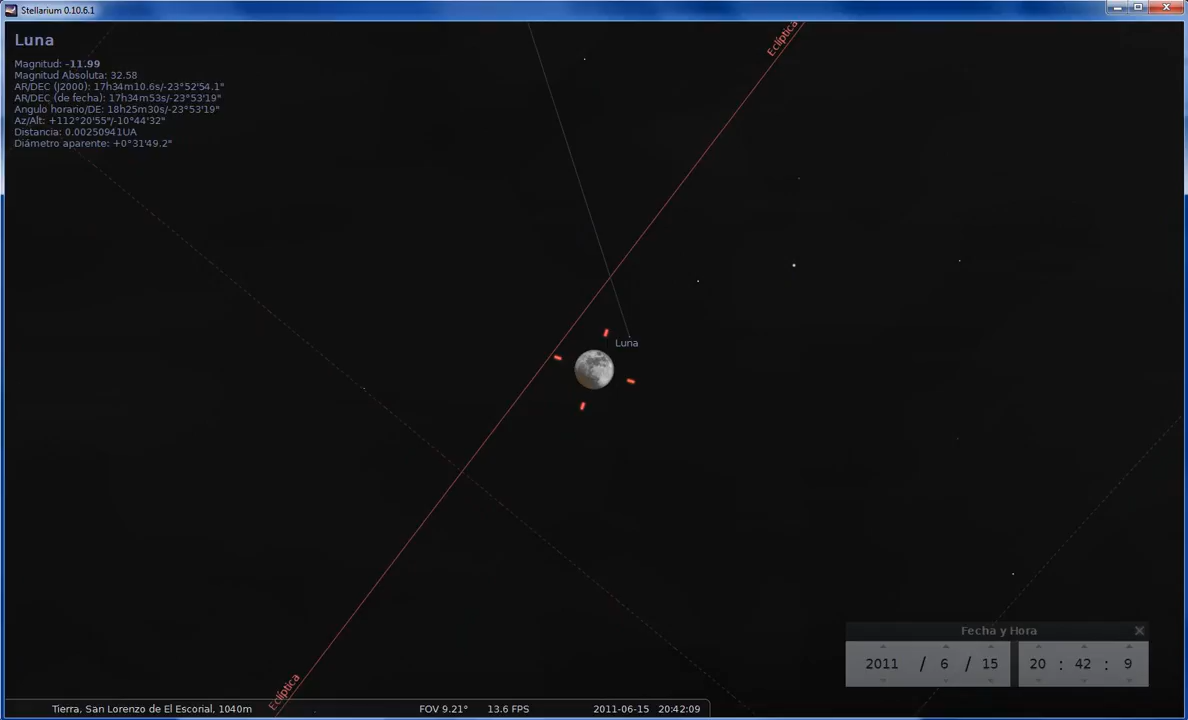 Stellarium 0.10.6.1
Eclíptica
Luna
Magnitud: -11.99
Magnitud Absoluta: 32.58
AR/DEC (J2000): 17h34m10.6s/-23°52'54.1"
AR/DEC (de fecha): 17h34m53s/-23°53'19"
Angulo horario/DE: 18h25m30s/-23°53'19"
Az/Alt: +112°20'55"/-10°44'32"
Distancia: 0.00250941UA
Diámetro aparente: +0°31'49.2"
Luna
Fecha y Hora
2011 / 6 / 15 20 : 42 : 9
Eclíptica
Tierra, San Lorenzo de El Escorial, 1040m FOV 9.21° 13.6 FPS 2011-06-15 20:42:09